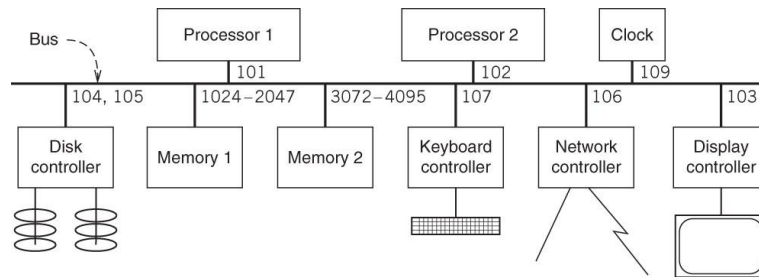 Processor 1
Processor 2
Clock
Bus
101
102
109
104, 105
1024–2047
3072–4095
107
106
103
Disk
controller
Memory 1
Memory 2
Keyboard
controller
Network
controller
Display
controller